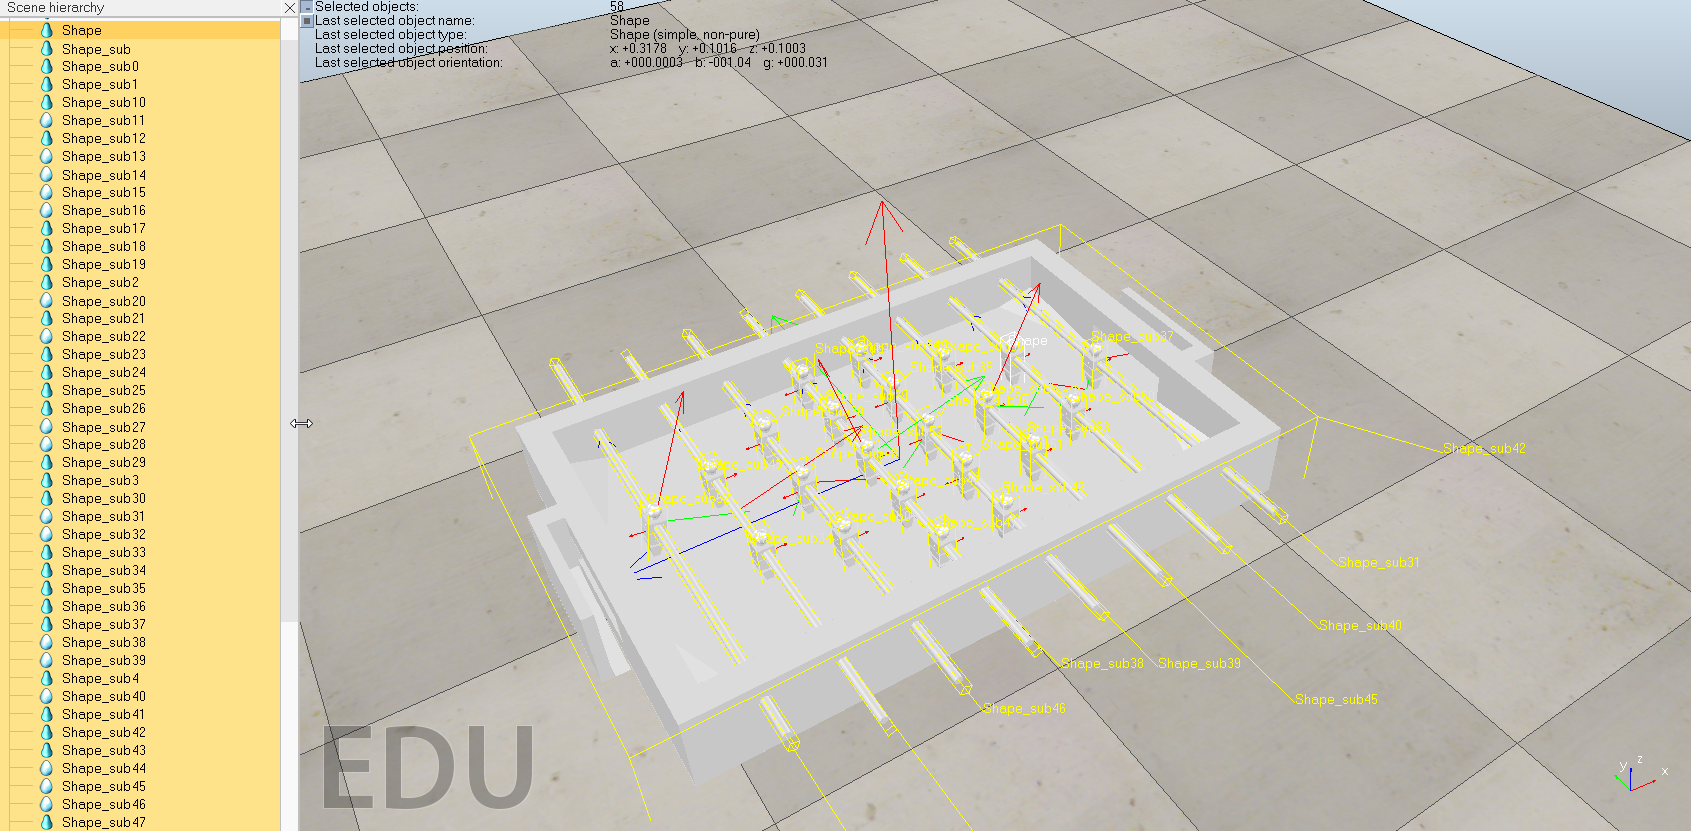 Scene hierarchy
Shape
Shape_sub
Shape_sub0
Shape_sub1
Shape_sub10
Shape_sub11
Shape_sub12
Shape_sub13
Shape_sub14
Shape_sub15
Shape_sub16
Shape_sub17
Shape_sub18
Shape_sub19
Shape_sub2
Shape_sub20
Shape_sub21
Shape_sub22
Shape_sub23
Shape_sub24
Shape_sub25
Shape_sub26
Shape_sub27
Shape_sub28
Shape_sub29
Shape_sub3
Shape_sub30
Shape_sub31
Shape_sub32
Shape_sub33
Shape_sub34
Shape_sub35
Shape_sub36
Shape_sub37
Shape_sub38
Shape_sub39
Shape_sub4
Shape_sub40
Shape_sub41
Shape_sub42
Shape_sub43
Shape_sub44
Shape_sub45
Shape_sub46
Shape_sub47
Selected objects: 58
Last selected object name: Shape
Last selected object type: Shape (simple, non-pure)
Last selected object position: x: +0.3178 y: +0.1016 z: +0.1003
Last selected object orientation: a: +000.0003 b: -001.04 g: +000.031
Shape
Shape_sub42
Shape_sub31
Shape_sub40
Shape_sub38
Shape_sub39
Shape_sub45
Shape_sub46
EDU
y z x